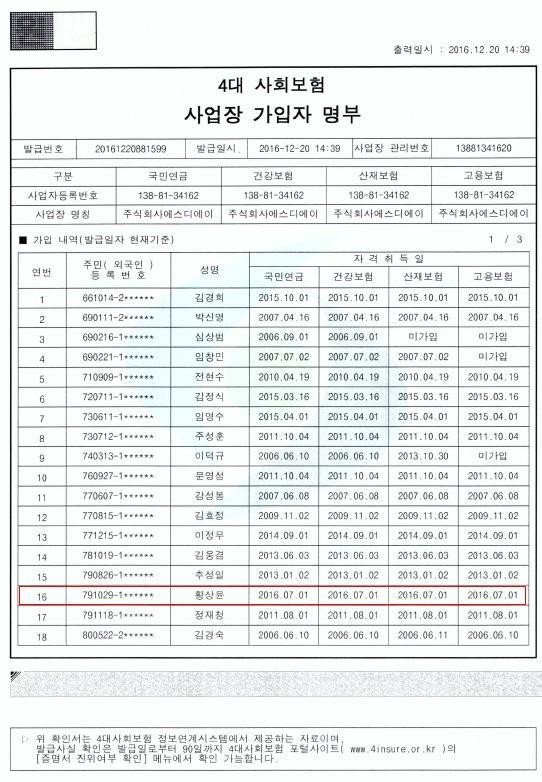 출력일시 : 2016.12.20 14:39
4대 사회보험
사업장 가입자 명부
발급번호 20161220881599 발급일시. 2016-12-20 14:39 사업장 관리번호 13881341620
구분 국민연금 건강보험 산재보험 고용보험
사업자등록번호 138-81-34162 138-81-34162 138-81-34162 138-81-34162
사업장 명칭 주식회사에스디에이 주식회사에스디에이 주식회사에스디에이 주식회사에스디에이
■ 가입 내역(발급일자 현재기준) 1 / 3
연번 주민( 외국인 ) 등 록 번 호 성명 자 격 취 득 일
국민연금 건강보험 산재보험 고용보험
1 661014-2****** 김경희 2015.10.01 2015.10.01 2015.10.01 2015.10.01
2 690111-2****** 박신영 2007.04.16 2007.04.16 2007.04.16 2007.04.16
3 690216-1****** 심상범 2006.09.01 2006.09.01 미가입 미가입
4 690221-1****** 임창민 2007.07.02 2007.07.02 2007.07.02 미가입
5 710909-1****** 전현수 2010.04.19 2010.04.19 2010.04.19 2010.04.19
6 720711-1****** 김정식 2015.03.16 2015.03.16 2015.03.16 2015.03.16
7 730611-1****** 임영수 2015.04.01 2015.04.01 2015.04.01 2015.04.01
8 730712-1****** 주성훈 2011.10.04 2011.10.04 2011.10.04 2011.10.04
9 740313-1****** 이덕규 2006.06.10 2006.06.10 2013.10.30 미가입
10 760927-1****** 문영성 2011.10.04 2011.10.04 2011.10.04 2011.10.04
11 770607-1****** 강성봉 2007.06.08 2007.06.08 2007.06.08 2007.06.08
12 770815-1****** 김효정 2009.11.02 2009.11.02 2009.11.02 2009.11.02
13 771215-1****** 이정무 2014.09.01 2014.09.01 2014.09.01 2014.09.01
14 781019-1****** 김웅겸 2013.06.03 2013.06.03 2013.06.03 2013.06.03
15 790826-1****** 추성일 2013.01.02 2013.01.02 2013.01.02 2013.01.02
16 791029-1****** 황상윤 2016.07.01 2016.07.01 2016.07.01 2016.07.01
17 791118-1****** 정재창 2011.08.01 2011.08.01 2011.08.01 2011.08.01
18 800522-2****** 김경숙 2006.06.10 2006.06.10 2006.06.11 2006.06.10
▷ 위 확인서는 4대사회보험 정보연계시스템에서 제공하는 자료이며,
발급사실 확인은 발급일로부터 90일까지 4대사회보험 포털사이트( www.4insure.or.kr )의
[증명서 진위여부 확인] 메뉴에서 확인 가능합니다.